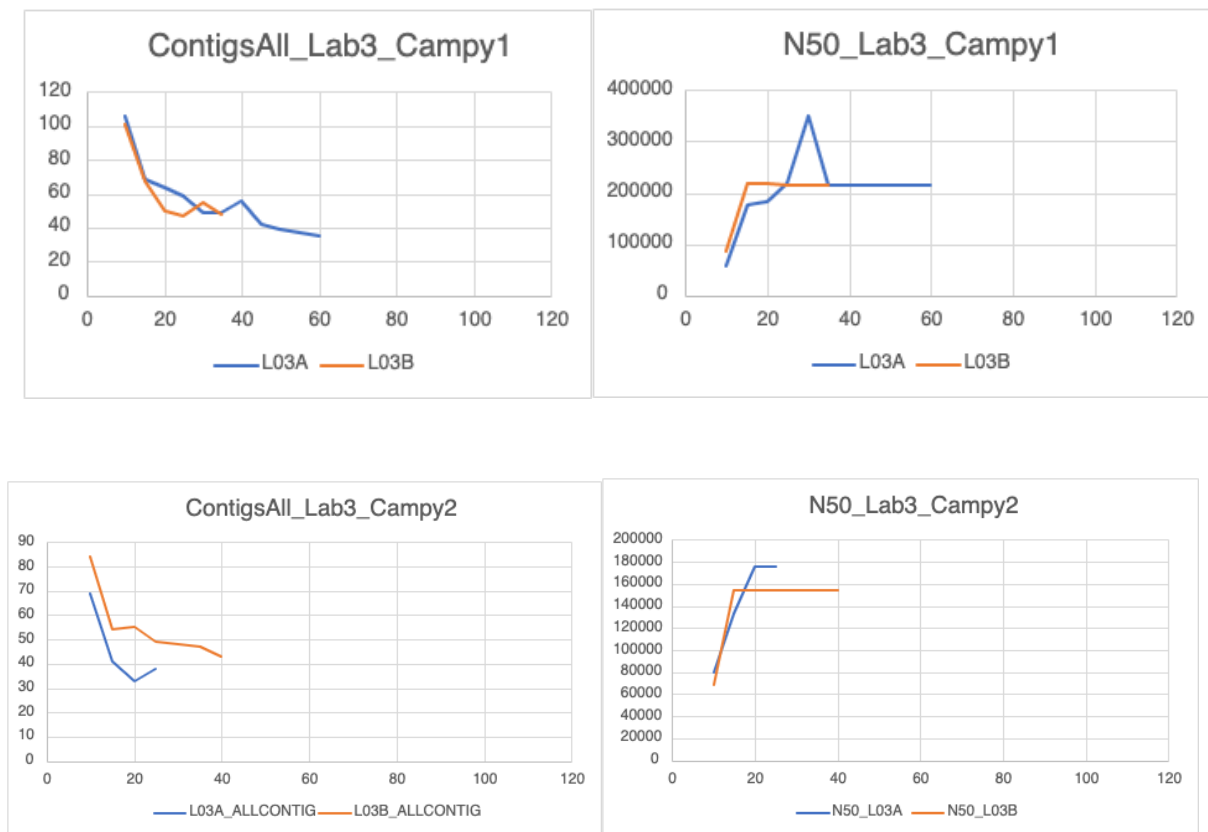 ContigsAll_Lab3_Campy1
120
100
80
60
40
20
0
0 20 40 60 80 100 120
L03A L03B
N50_Lab3_Campy1
400000
300000
200000
100000
0
0 20 40 60 80 100 120
L03A L03B
ContigsAll_Lab3_Campy2
90
80
70
60
50
40
30
20
10
0
0 20 40 60 80 100 120
L03A_ALLCONTIG L03B_ALLCONTIG
N50_Lab3_Campy2
200000
180000
160000
140000
120000
100000
80000
60000
40000
20000
0
0 20 40 60 80 100 120
N50_L03A N50_L03B